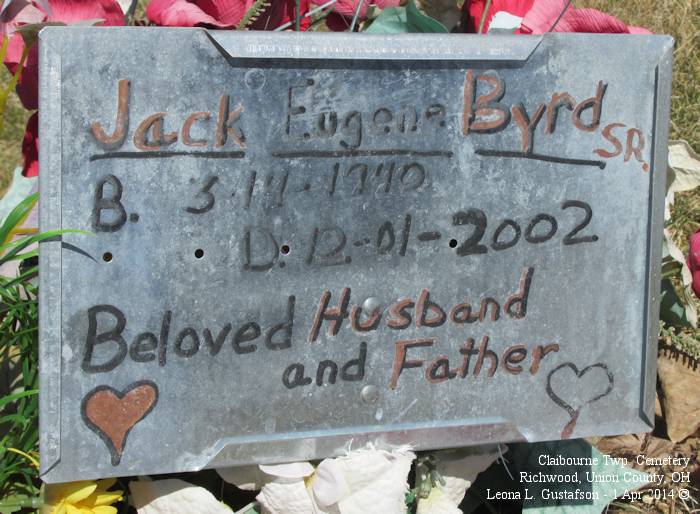 Jack Eugene Byrd SR.
B. 3-14-1940
D. 12-01-2002
Beloved Husband
and Father
Claibourne Twp. Cemetery
Richwood, Union County, OH
Leona L. Gustafson - 1 Apr 2014 ©